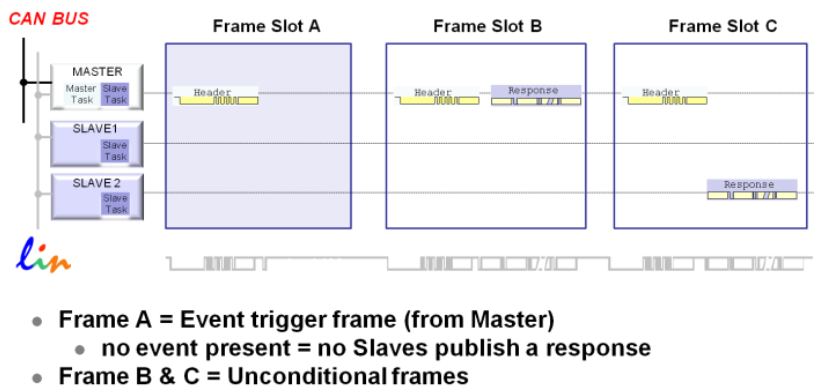 CAN BUS
Frame Slot A
Frame Slot B
Frame Slot C
MASTER
Master Task
Slave Task
Header
Header
Response
Header
SLAVE1
Slave Task
SLAVE 2
Slave Task
Response
lin
Frame A = Event trigger frame (from Master)
no event present = no Slaves publish a response
Frame B & C = Unconditional frames